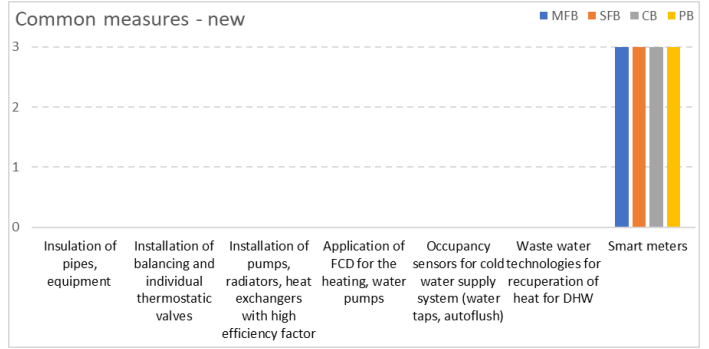 Common measures - new
MFB SFB CB PB
3
2
1
0
Insulation of
pipes,
equipment
Installation of
balancing and
individual
thermostatic
valves
Installation of
pumps,
radiators, heat
exchangers
with high
efficiency factor
Application of
FCD for the
heating, water
pumps
Occupancy
sensors for cold
water supply
system (water
taps, autoflush)
Waste water
technologies for
recuperation of
heat for DHW
Smart meters